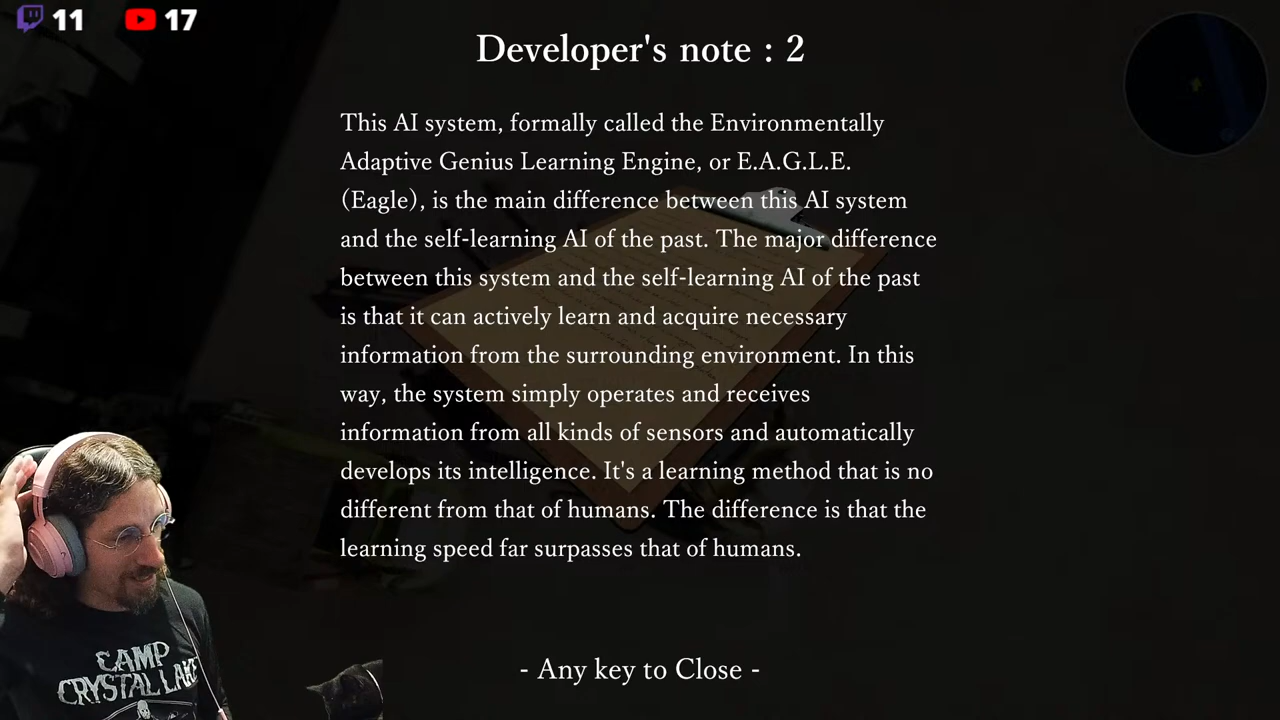 11
17
Developer's note : 2
This AI system, formally called the Environmentally
Adaptive Genius Learning Engine, or E.A.G.L.E.
(Eagle), is the main difference between this AI system
and the self-learning AI of the past. The major difference
between this system and the self-learning AI of the past
is that it can actively learn and acquire necessary
information from the surrounding environment. In this
way, the system simply operates and receives
information from all kinds of sensors and automatically
develops its intelligence. It's a learning method that is no
different from that of humans. The difference is that the
learning speed far surpasses that of humans.
CAMP
CRYSTAL LAKE
- Any key to Close -